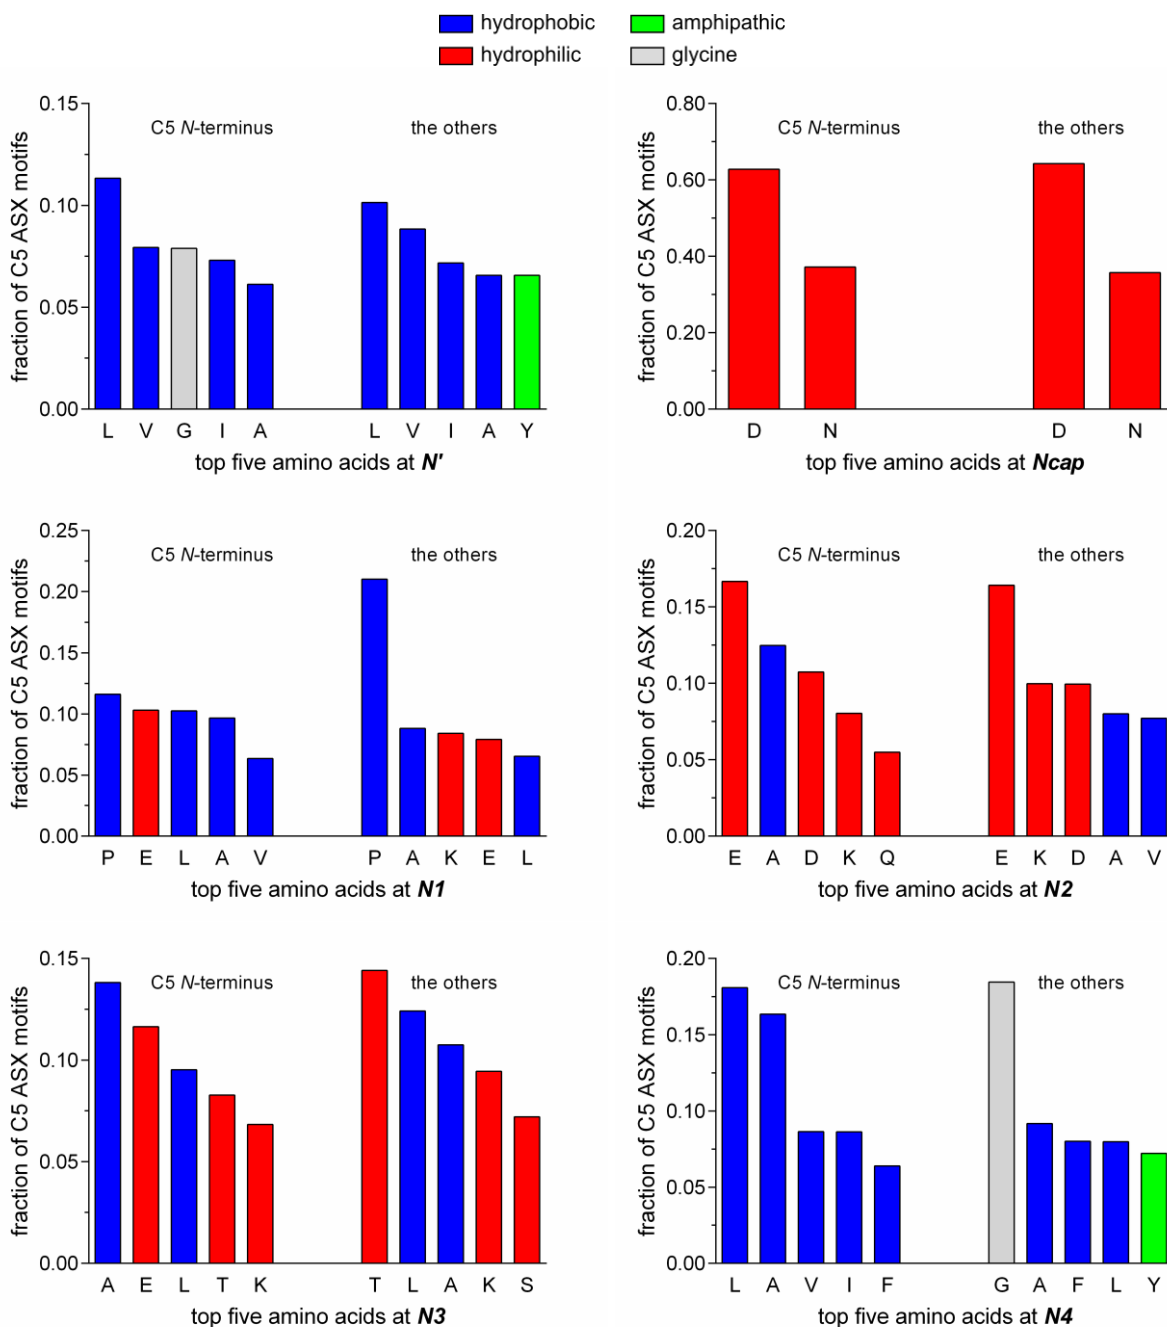 hydrophobic
amphipathic
hydrophilic
glycine
fraction of C5 ASX motifs
0.15
0.10
0.05
0.00
C5 N-terminus
the others
L V G I A L V I A Y
top five amino acids at N'
fraction of C5 ASX motifs
0.80
0.60
0.40
0.20
0.00
C5 N-terminus
the others
D N D N
top five amino acids at Ncap
fraction of C5 ASX motifs
0.25
0.20
0.15
0.10
0.05
0.00
C5 N-terminus
the others
P E L A V P A K E L
top five amino acids at N1
fraction of C5 ASX motifs
0.20
0.15
0.10
0.05
0.00
C5 N-terminus
the others
E A D K Q E K D A V
top five amino acids at N2
fraction of C5 ASX motifs
0.15
0.10
0.05
0.00
C5 N-terminus
the others
A E L T K T L A K S
top five amino acids at N3
fraction of C5 ASX motifs
0.20
0.15
0.10
0.05
0.00
C5 N-terminus
the others
L A V I F G A F L Y
top five amino acids at N4